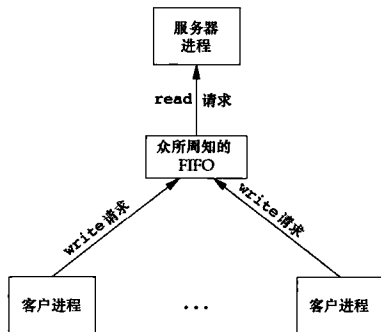 服务器
进程
read 请求
众所周知的
FIFO
write请求
write请求
客户进程
...
客户进程